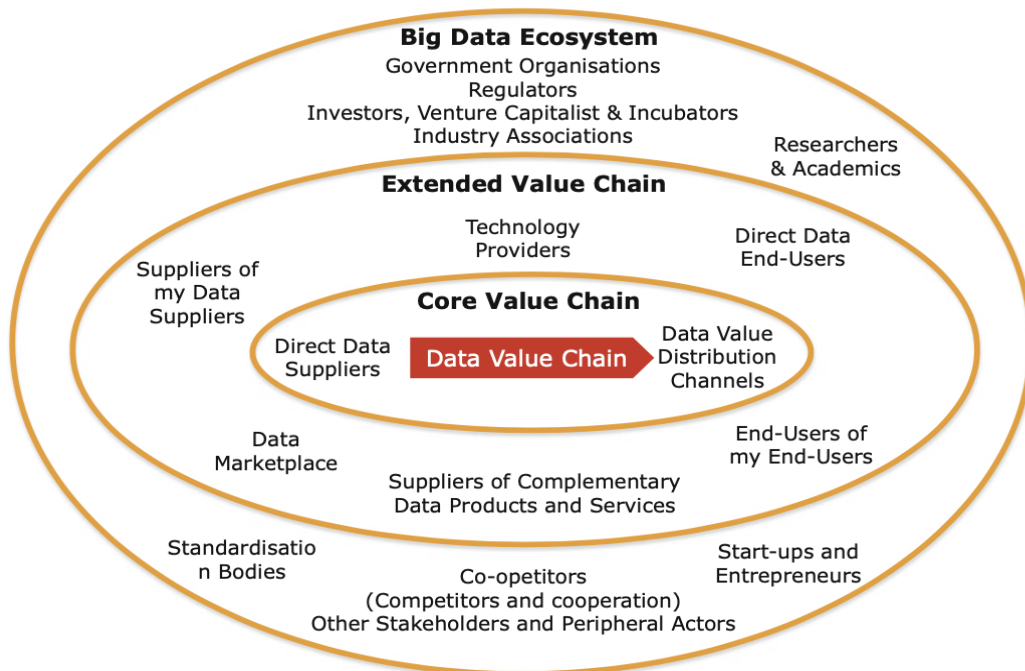 Big Data Ecosystem
Government Organisations
Regulators
Investors, Venture Capitalist & Incubators
Industry Associations
Researchers
& Academics
Extended Value Chain
Technology
Providers
Direct Data
End-Users
Suppliers of
my Data
Suppliers
Core Value Chain
Direct Data
Suppliers
Data Value Chain
Data Value
Distribution
Channels
Data
Marketplace
End-Users of
my End-Users
Suppliers of Complementary
Data Products and Services
Standardisatio
n Bodies
Start-ups and
Entrepreneurs
Co-opetitors
(Competitors and cooperation)
Other Stakeholders and Peripheral Actors